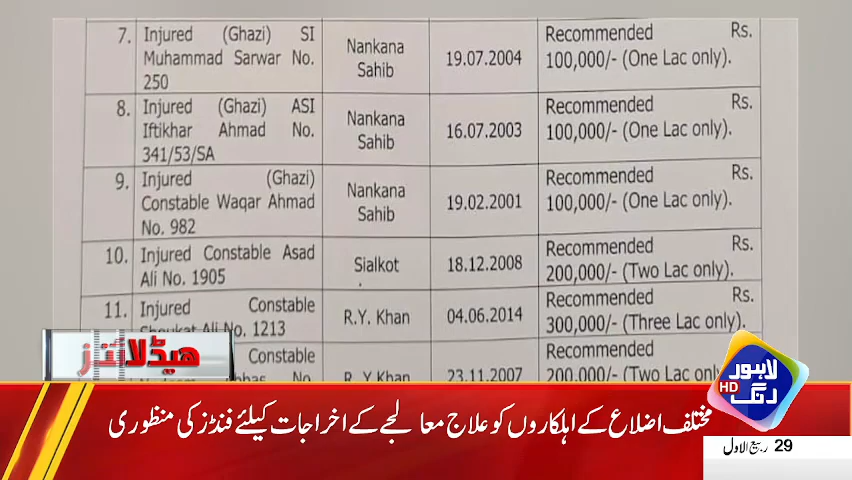 7. Injured (Ghazi) SI Muhammad Sarwar No. 250 Nankana Sahib 19.07.2004 Recommended Rs. 100,000/- (One Lac only).
8. Injured (Ghazi) ASI Iftikhar Ahmad No. 341/53/SA Nankana Sahib 16.07.2003 Recommended Rs. 100,000/- (One Lac only).
9. Injured (Ghazi) Constable Waqar Ahmad No. 982 Nankana Sahib 19.02.2001 Recommended Rs. 100,000/- (One Lac only).
10. Injured Constable Asad Ali No. 1905 Sialkot 18.12.2008 Recommended Rs. 200,000/- (Two Lac only).
11. Injured Constable Ali No. 1213 R.Y. Khan 04.06.2014 Recommended Rs. 300,000/- (Three Lac only).
Constable No. R.Y. Khan 23.11.2007 Recommended 200,000/- (Two Lac
ہیڈلائنز
لاہور
رنگ
HD
مختلف اضلاع کے اہلکاروں کو علاج معالجے کے اخراجات کیلئے فنڈز کی منظوری
29 ربیع الاول